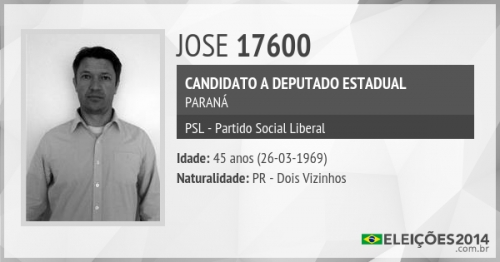 JOSE 17600
CANDIDATO A DEPUTADO ESTADUAL
PARANÁ
PSL - Partido Social Liberal
Idade: 45 anos (26-03-1969)
Naturalidade: PR - Dois Vizinhos
ELEIÇÕES2014
.com.br